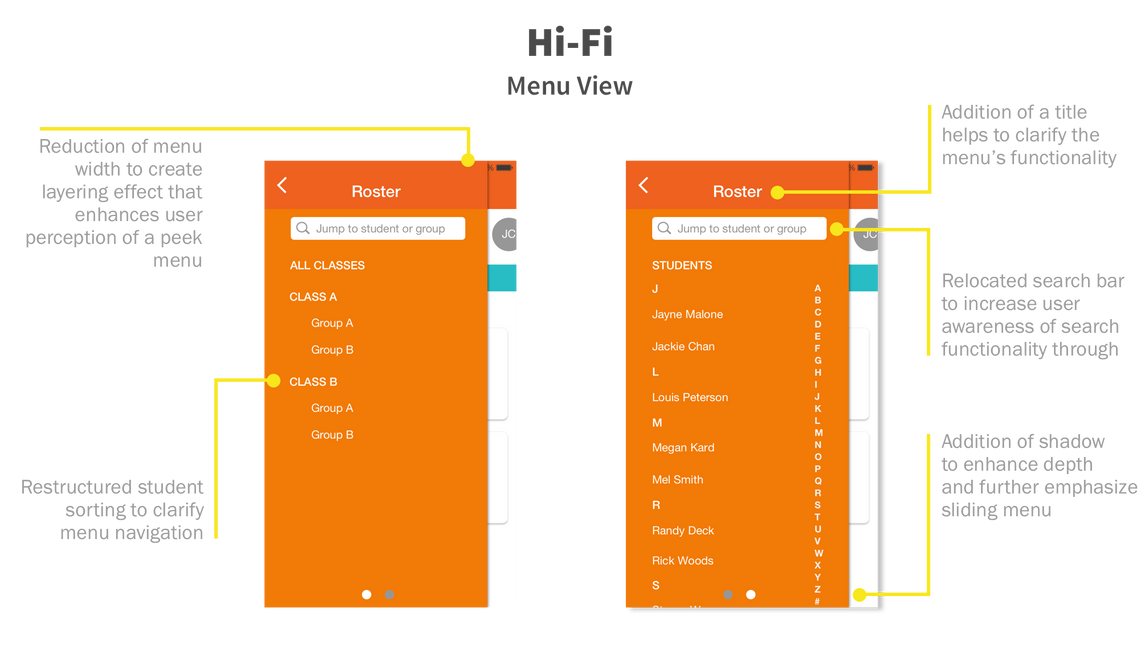 Hi-Fi
Menu View
Reduction of menu
width to create
layering effect that
enhances user
perception of a peek
menu
Restructured student
sorting to clarify
menu navigation
%
Roster
Jump to student or group
JC
ALL CLASSES
CLASS A
Group A
Group B
CLASS B
Group A
Group B
%
Roster
Jump to student or group
JC
STUDENTS
J
Jayne Malone
Jackie Chan
L
Louis Peterson
M
Megan Kard
Mel Smith
R
Randy Deck
Rick Woods
S
A
B
C
D
E
F
G
H
I
J
K
L
M
N
O
P
Q
R
S
T
U
V
W
X
Y
Z
#
Addition of a title
helps to clarify the
menu’s functionality
Relocated search bar
to increase user
awareness of search
functionality through
Addition of shadow
to enhance depth
and further emphasize
sliding menu